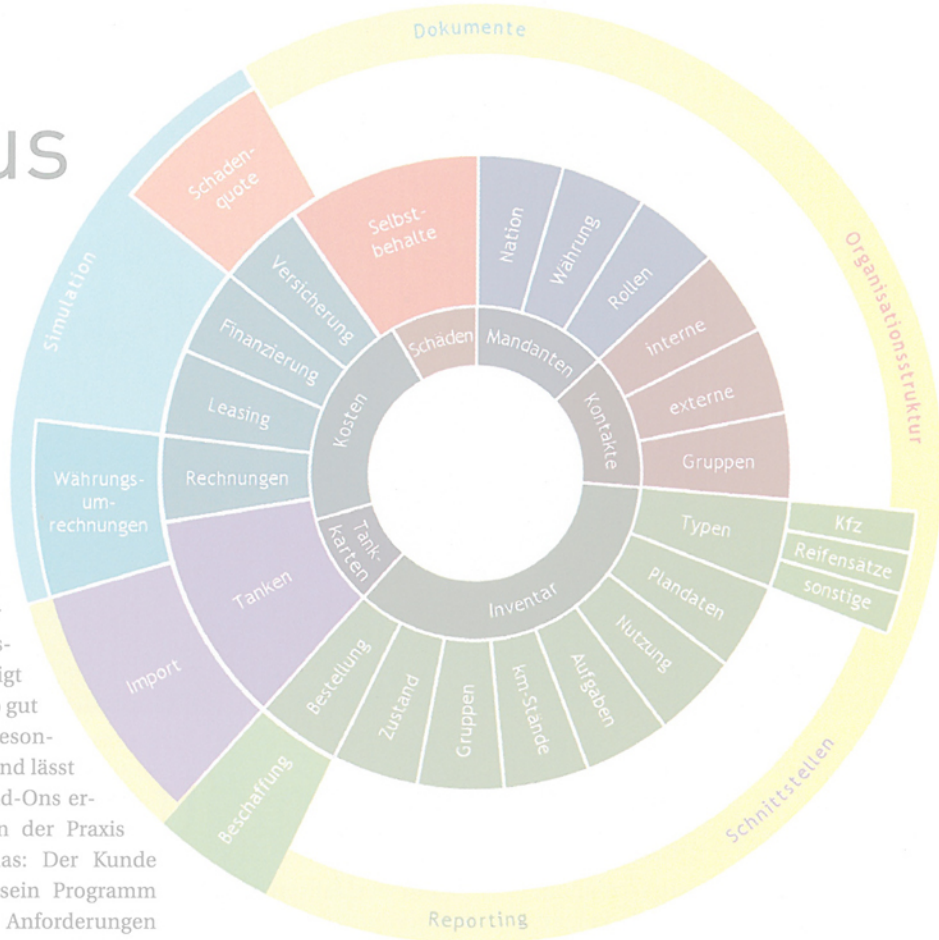 Dokumente
us
Schaden-
quote
Selbst-
behalte
Nation
Währung
Rollen
Organisationsstruktur
Simulation
Versicherung
Finanzierung
Leasing
Rechnungen
Schäden
Mandanten
interne
externe
Gruppen
Kosten
Kontakte
Währungs-
um-
rechnungen
Tank-
karten
Inventar
Typen
Kfz
Reifensätze
sonstige
Plandaten
Nutzung
Aufgaben
km-Stände
Gruppen
Zustand
Bestellung
Tanken
Import
Beschaffung
Schnittstellen
Reporting
s-
igt
gut
eson-
nd lässt
d-Ons er-
n der Praxis
as: Der Kunde
sein Programm
Anforderungen